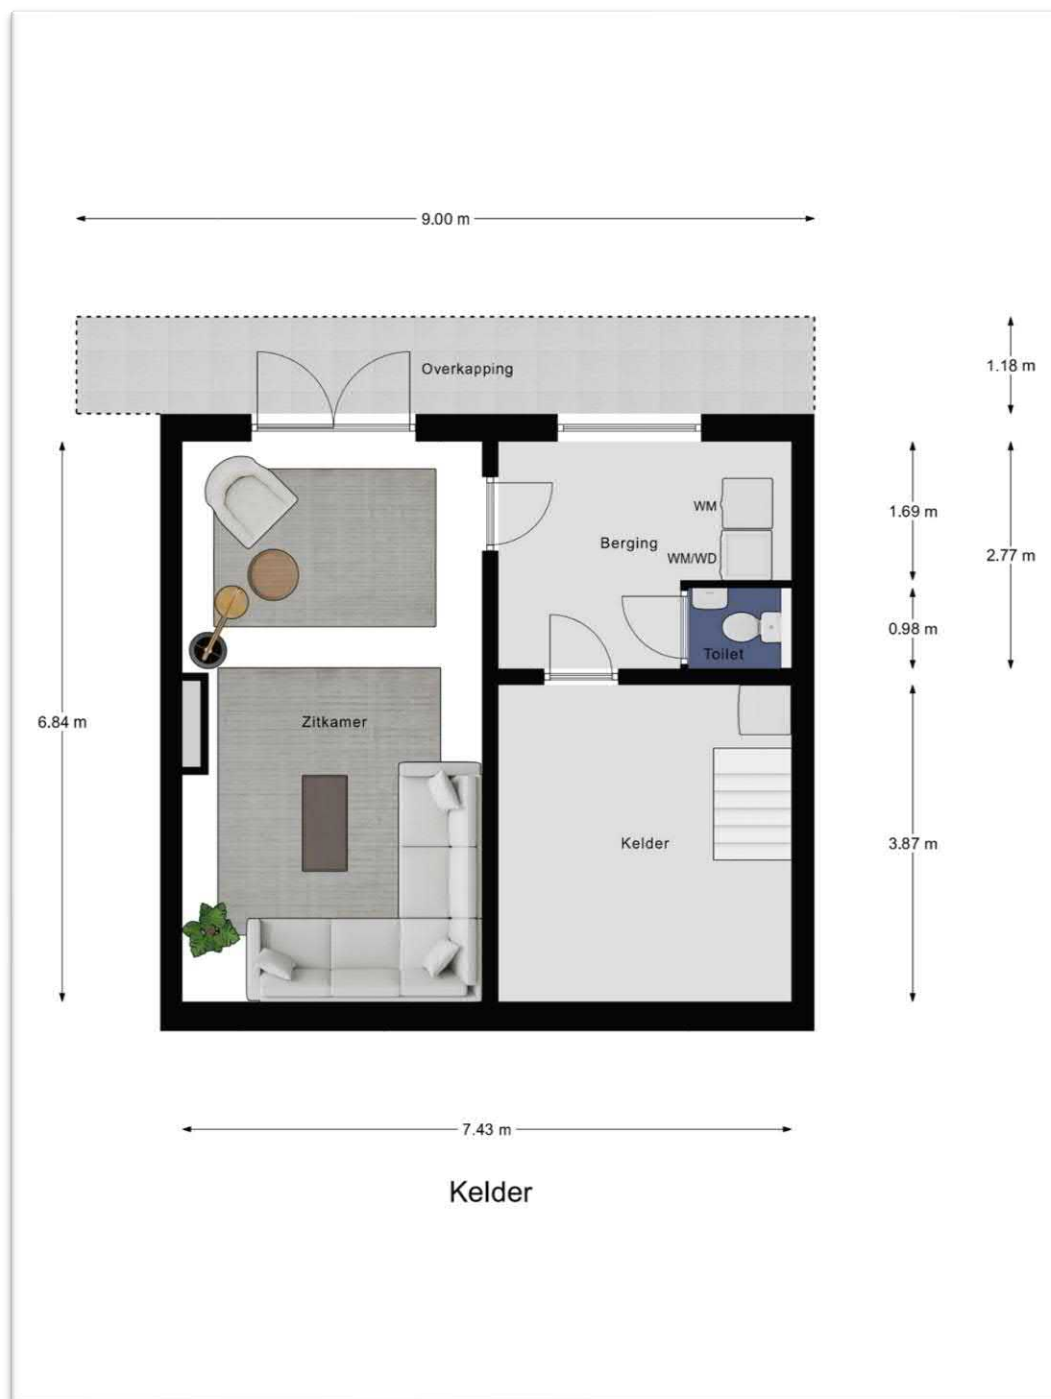 9.00 m
Overkapping
1.18 m
WM
1.69 m
Berging
WM/WD
2.77 m
0.98 m
Toilet
6.84 m
Zitkamer
Kelder
3.87 m
7.43 m
Kelder